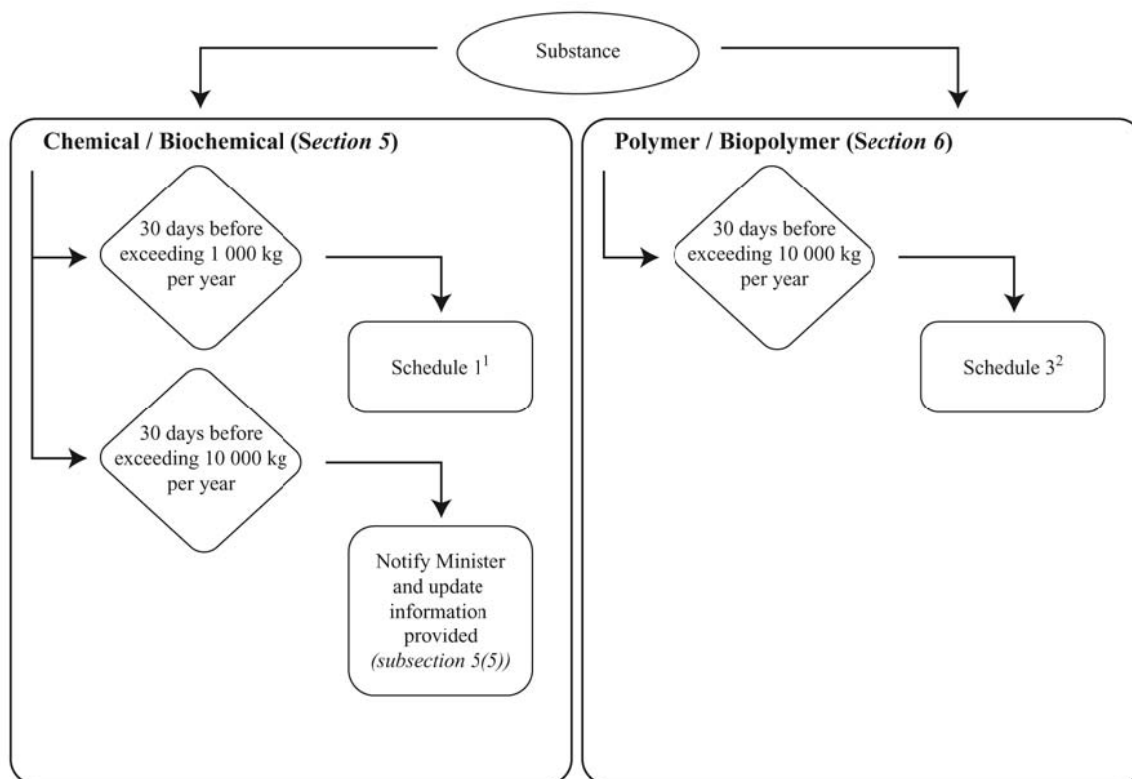 Substance
Chemical / Biochemical (Section 5)
30 days before
exceeding 1 000 kg
per year
Schedule 1¹
30 days before
exceeding 10 000 kg
per year
Notify Minister
and update
information
provided
(subsection 5(5))
Polymer / Biopolymer (Section 6)
30 days before
exceeding 10 000 kg
per year
Schedule 3²